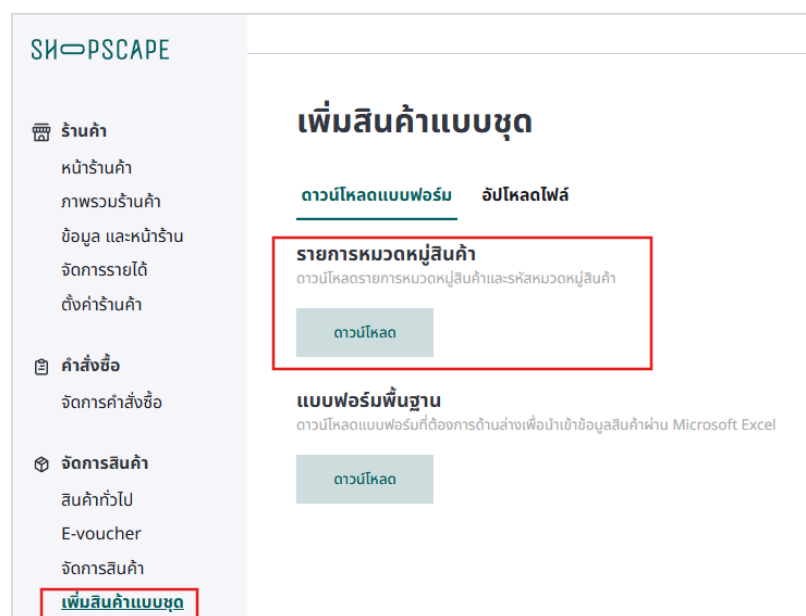 SHOPSCAPE
ร้านค้า
หน้าร้านค้า
ภาพรวมร้านค้า
ข้อมูล และหน้าร้าน
จัดการรายได้
ตั้งค่าร้านค้า
คำสั่งซื้อ
จัดการคำสั่งซื้อ
จัดการสินค้า
สินค้าทั่วไป
E-voucher
จัดการสินค้า
เพิ่มสินค้าแบบชุด
เพิ่มสินค้าแบบชุด
ดาวน์โหลดแบบฟอร์ม อัปโหลดไฟล์
รายการหมวดหมู่สินค้า
ดาวน์โหลดรายการหมวดหมู่สินค้าและรหัสหมวดหมู่สินค้า
ดาวน์โหลด
แบบฟอร์มพื้นฐาน
ดาวน์โหลดแบบฟอร์มที่ต้องการด้านล่างเพื่อนำเข้าข้อมูลสินค้าผ่าน Microsoft Excel
ดาวน์โหลด